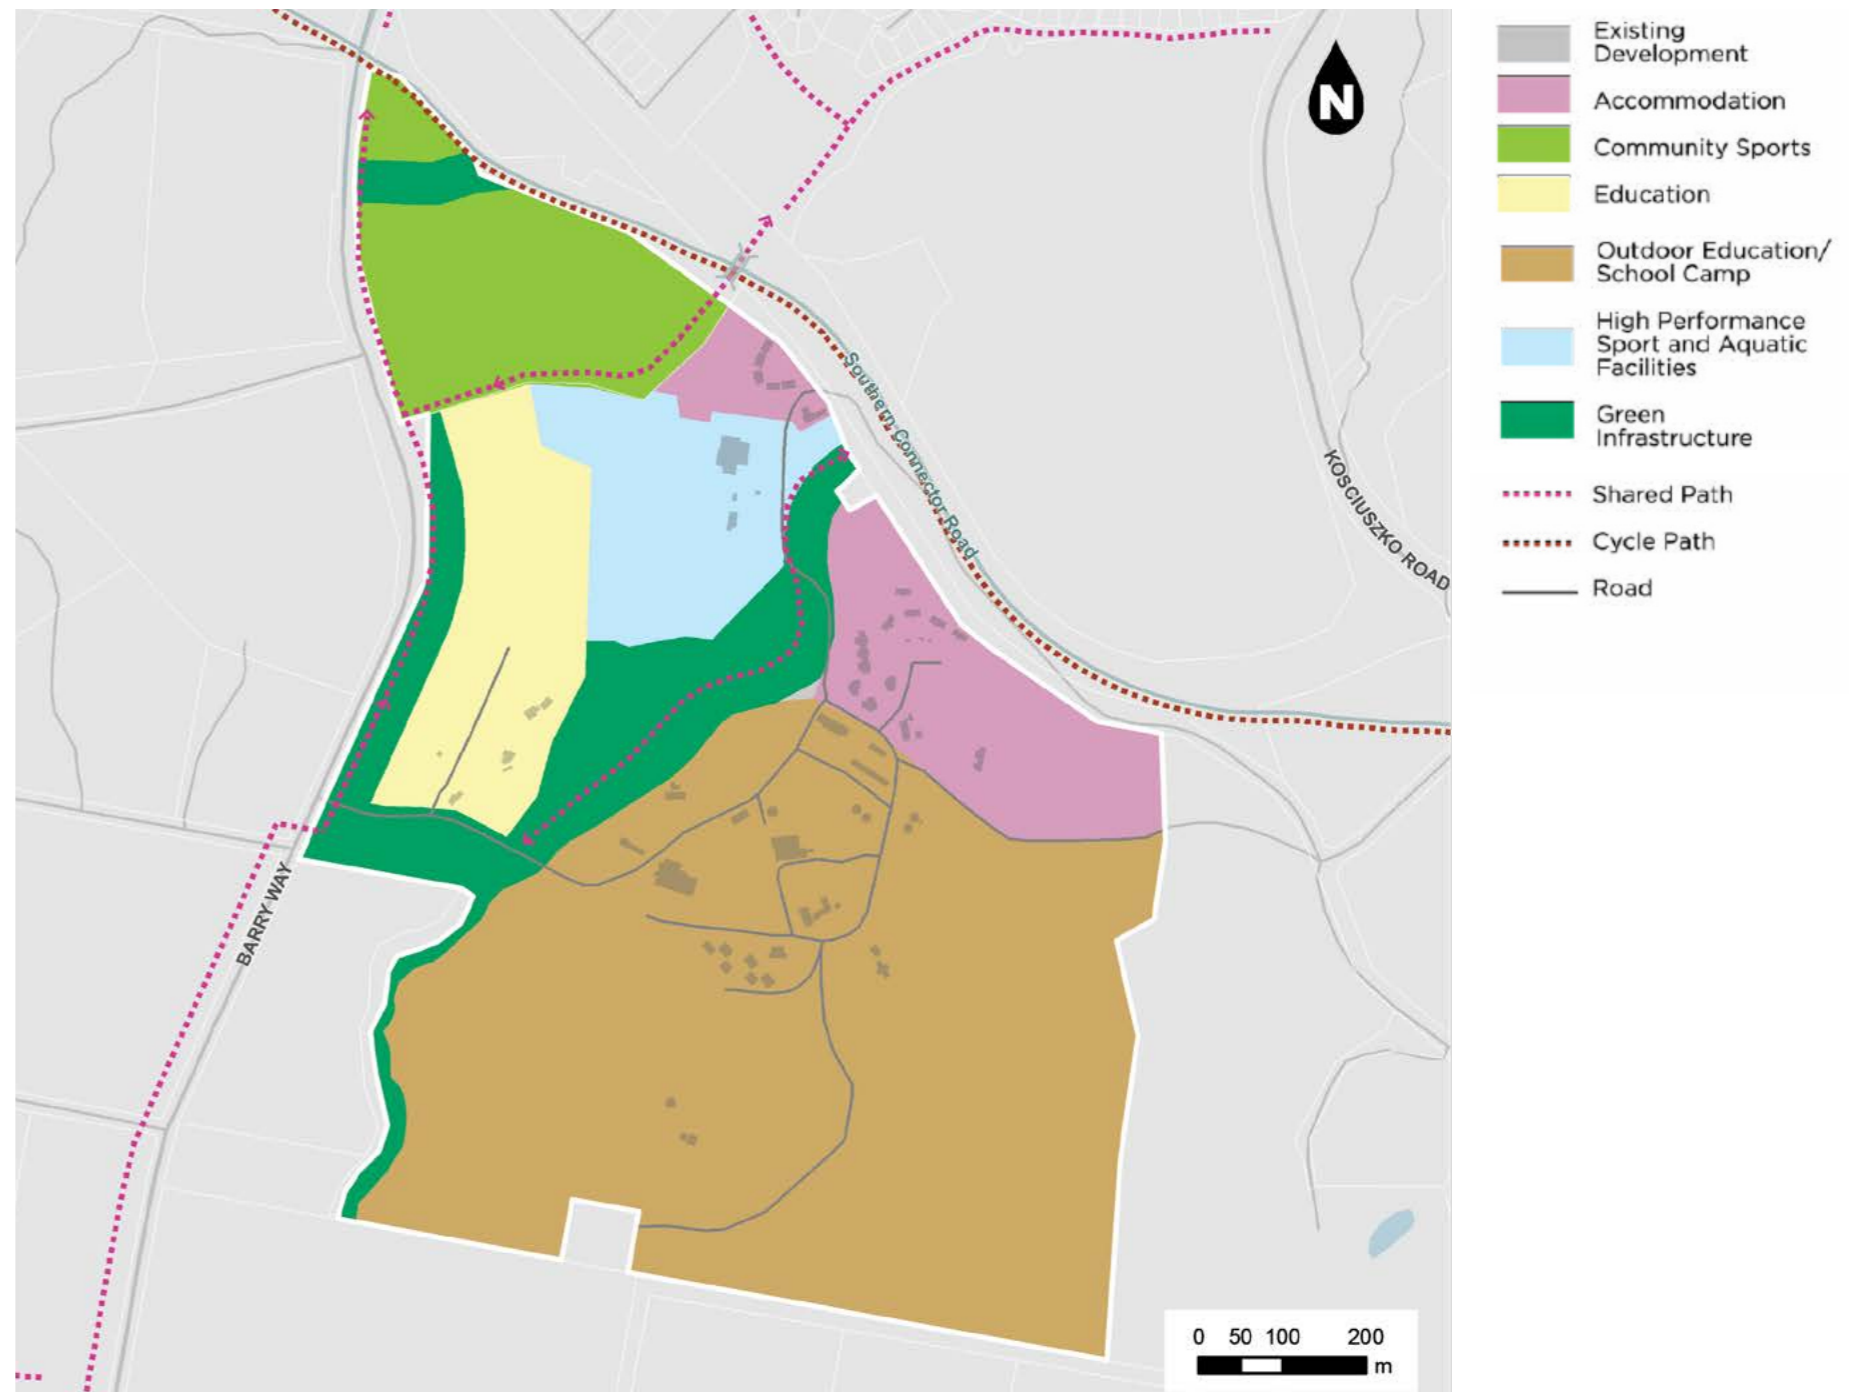 N
Southern Connector Road
KOSCIUSZKO ROAD
BARRY WAY
0 50 100 200
m
Existing
Development
Accommodation
Community Sports
Education
Outdoor Education/
School Camp
High Performance
Sport and Aquatic
Facilities
Green
Infrastructure
Shared Path
Cycle Path
Road